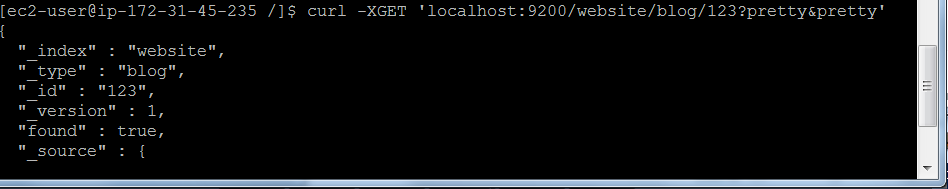 [ec2-user@ip-172-31-45-235 /]$ curl -XGET 'localhost:9200/website/blog/123?pretty&pretty'
{
  "_index" : "website",
  "_type" : "blog",
  "_id" : "123",
  "_version" : 1,
  "found" : true,
  "_source" : {